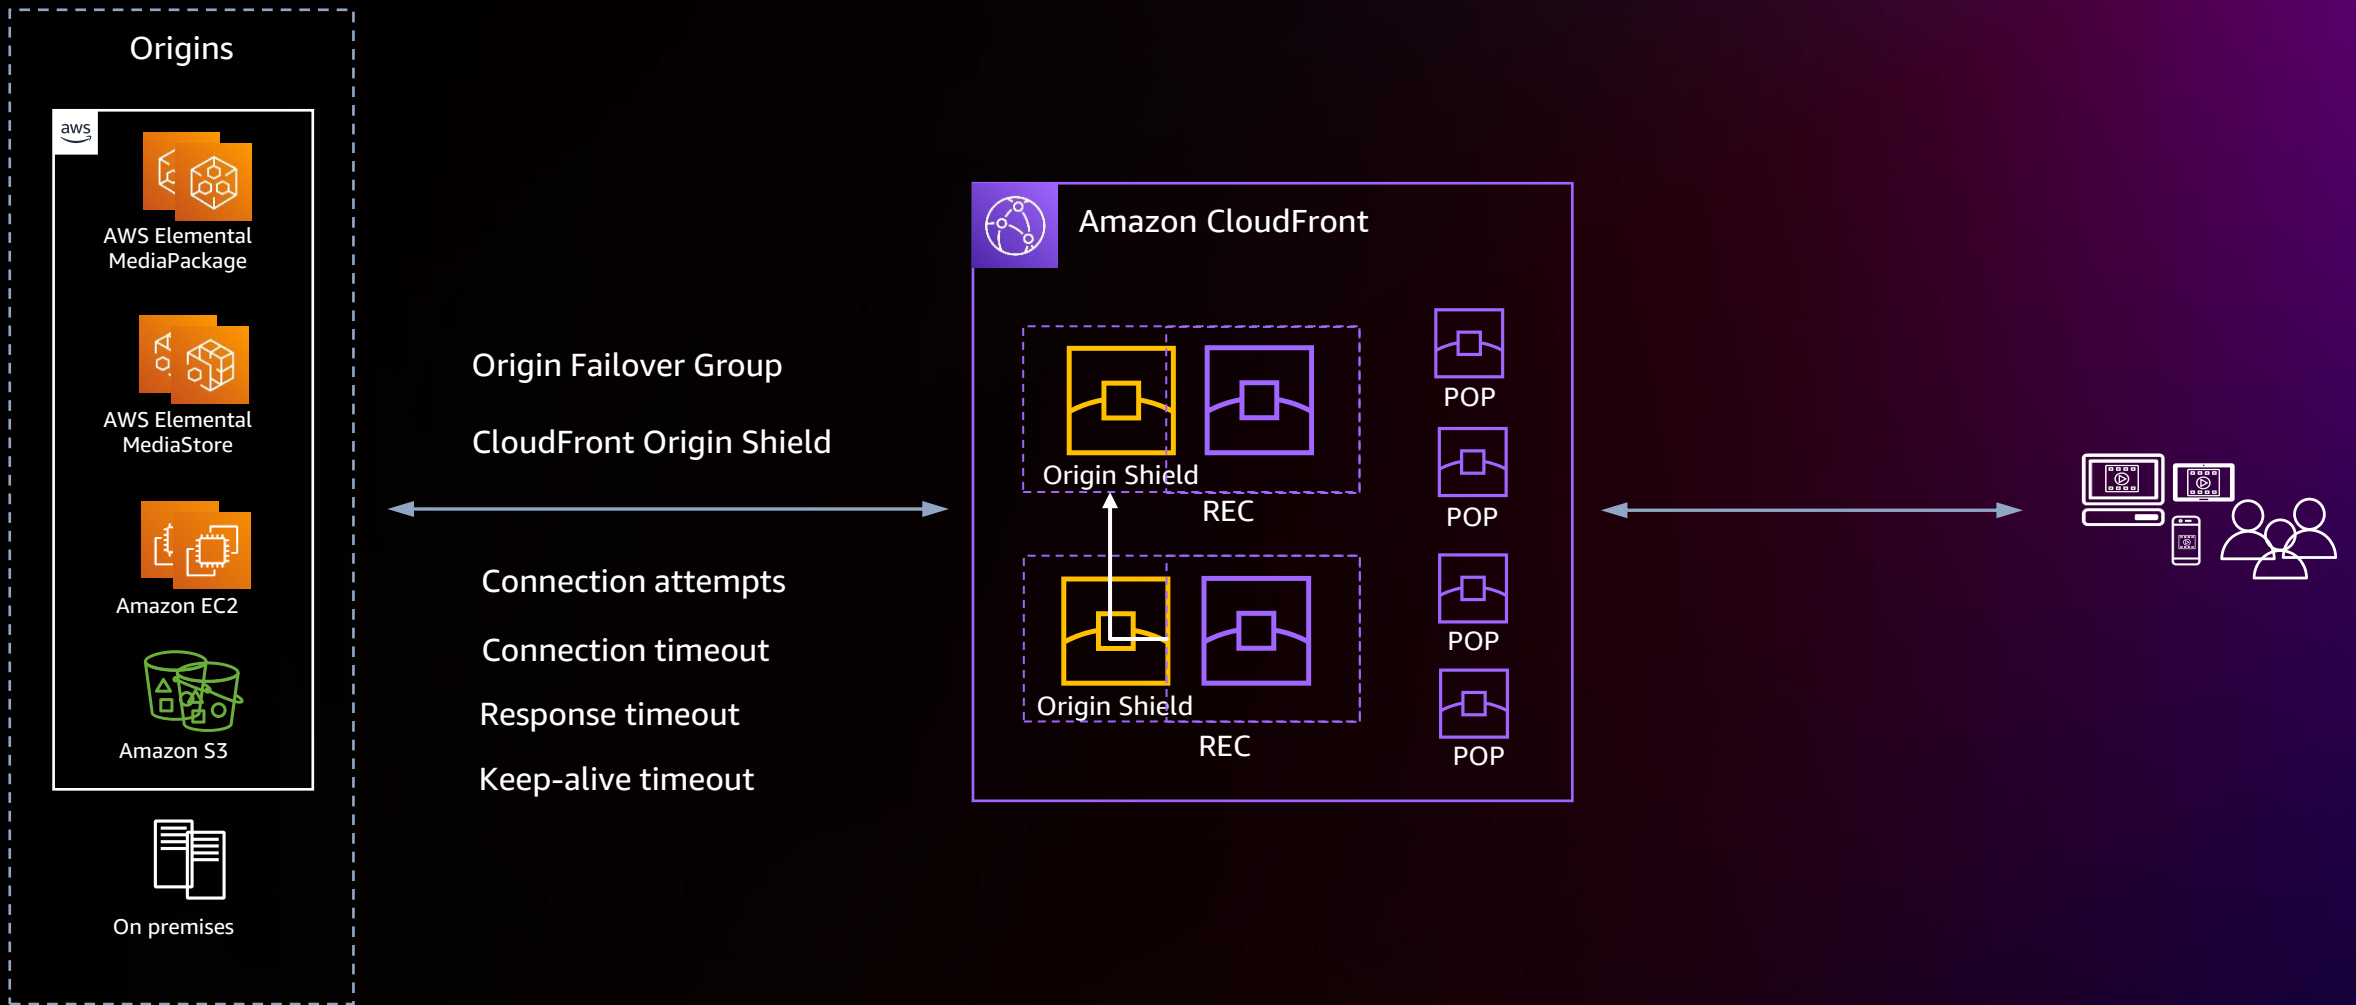 Origins
aws
AWS Elemental
MediaPackage
AWS Elemental
MediaStore
Amazon EC2
Amazon S3
On premises
Origin Failover Group
CloudFront Origin Shield
Connection attempts
Connection timeout
Response timeout
Keep-alive timeout
Amazon CloudFront
Origin Shield
REC
Origin Shield
REC
POP
POP
POP
POP